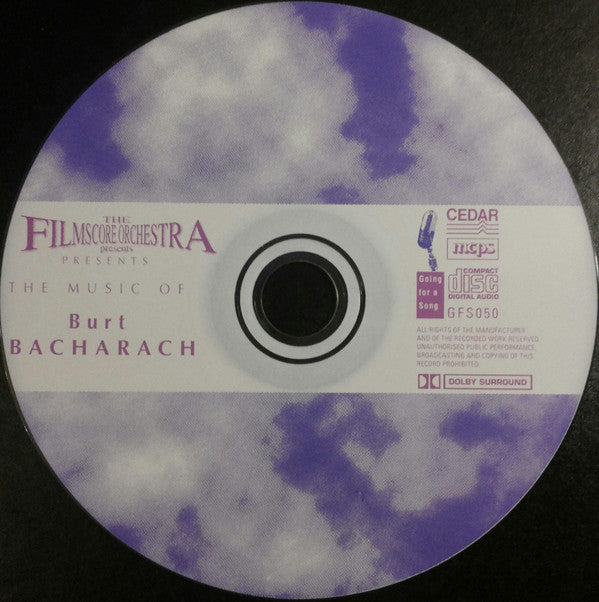 THE
FILMSCORE ORCHESTRA
presents
PRESENTS
THE MUSIC OF
Burt
BACHARACH
CEDAR
mcps
Going
for a
Song
COMPACT
disc
DIGITAL AUDIO
GFS050
ALL RIGHTS OF THE MANUFACTURER
AND OF THE RECORDED WORK RESERVED
UNAUTHORISED PUBLIC PERFORMANCE,
BROADCASTING AND COPYING OF THIS
RECORD PROHIBITED
DOLBY SURROUND